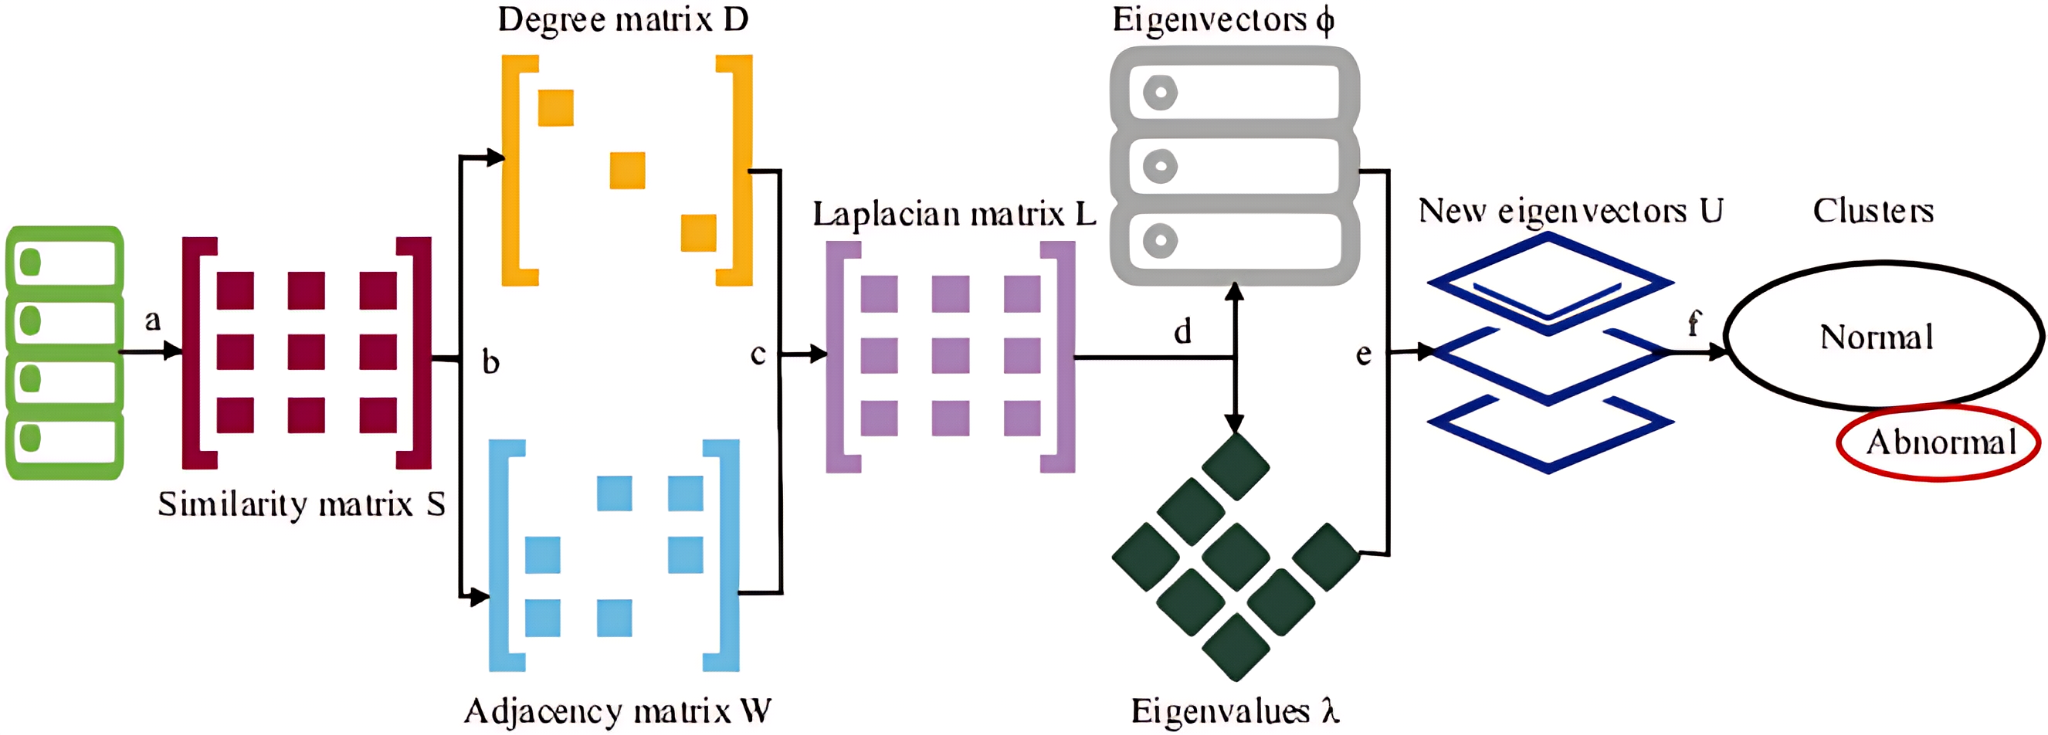 Degree matrix D
Eigenvectors ϕ
Laplacian matrix L
New eigenvectors U
Clusters
a
b
c
d
e
f
Normal
Abnormal
Similarity matrix S
Adjacency matrix W
Eigenvalues λ